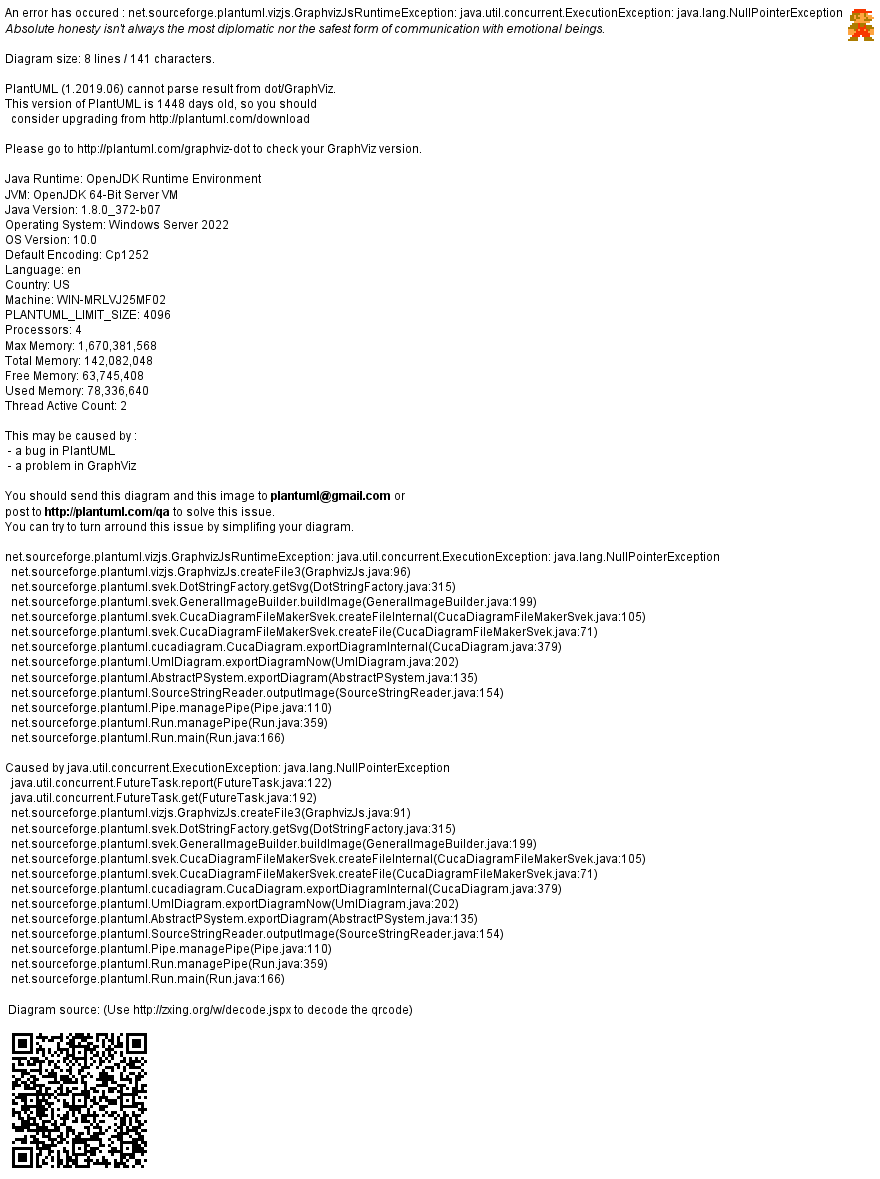 An error has occured : net.sourceforge.plantuml.vizjs.GraphvizJsRuntimeException: java.util.concurrent.ExecutionException: java.lang.NullPointerException
Absolute honesty isn't always the most diplomatic nor the safest form of communication with emotional beings.
Diagram size: 8 lines / 141 characters.
PlantUML (1.2019.06) cannot parse result from dot/GraphViz.
This version of PlantUML is 1448 days old, so you should
consider upgrading from http://plantuml.com/download
Please go to http://plantuml.com/graphviz-dot to check your GraphViz version.
Java Runtime: OpenJDK Runtime Environment
JVM: OpenJDK 64-Bit Server VM
Java Version: 1.8.0_372-b07
Operating System: Windows Server 2022
OS Version: 10.0
Default Encoding: Cp1252
Language: en
Country: US
Machine: WIN-MRLVJ25MF02
PLANTUML_LIMIT_SIZE: 4096
Processors: 4
Max Memory: 1,670,381,568
Total Memory: 142,082,048
Free Memory: 63,745,408
Used Memory: 78,336,640
Thread Active Count: 2
This may be caused by :
- a bug in PlantUML
- a problem in GraphViz
You should send this diagram and this image to plantuml@gmail.com or
post to http://plantuml.com/qa to solve this issue.
You can try to turn arround this issue by simplifing your diagram.
net.sourceforge.plantuml.vizjs.GraphvizJsRuntimeException: java.util.concurrent.ExecutionException: java.lang.NullPointerException
net.sourceforge.plantuml.vizjs.GraphvizJs.createFile3(GraphvizJs.java:96)
net.sourceforge.plantuml.svek.DotStringFactory.getSvg(DotStringFactory.java:315)
net.sourceforge.plantuml.svek.GeneralImageBuilder.buildImage(GeneralImageBuilder.java:199)
net.sourceforge.plantuml.svek.CucaDiagramFileMakerSvek.createFileInternal(CucaDiagramFileMakerSvek.java:105)
net.sourceforge.plantuml.svek.CucaDiagramFileMakerSvek.createFile(CucaDiagramFileMakerSvek.java:71)
net.sourceforge.plantuml.cucadiagram.CucaDiagram.exportDiagramInternal(CucaDiagram.java:379)
net.sourceforge.plantuml.UmlDiagram.exportDiagramNow(UmlDiagram.java:202)
net.sourceforge.plantuml.AbstractPSystem.exportDiagram(AbstractPSystem.java:135)
net.sourceforge.plantuml.SourceStringReader.outputImage(SourceStringReader.java:154)
net.sourceforge.plantuml.Pipe.managePipe(Pipe.java:110)
net.sourceforge.plantuml.Run.managePipe(Run.java:359)
net.sourceforge.plantuml.Run.main(Run.java:166)
Caused by java.util.concurrent.ExecutionException: java.lang.NullPointerException
java.util.concurrent.FutureTask.report(FutureTask.java:122)
java.util.concurrent.FutureTask.get(FutureTask.java:192)
net.sourceforge.plantuml.vizjs.GraphvizJs.createFile3(GraphvizJs.java:91)
net.sourceforge.plantuml.svek.DotStringFactory.getSvg(DotStringFactory.java:315)
net.sourceforge.plantuml.svek.GeneralImageBuilder.buildImage(GeneralImageBuilder.java:199)
net.sourceforge.plantuml.svek.CucaDiagramFileMakerSvek.createFileInternal(CucaDiagramFileMakerSvek.java:105)
net.sourceforge.plantuml.svek.CucaDiagramFileMakerSvek.createFile(CucaDiagramFileMakerSvek.java:71)
net.sourceforge.plantuml.cucadiagram.CucaDiagram.exportDiagramInternal(CucaDiagram.java:379)
net.sourceforge.plantuml.UmlDiagram.exportDiagramNow(UmlDiagram.java:202)
net.sourceforge.plantuml.AbstractPSystem.exportDiagram(AbstractPSystem.java:135)
net.sourceforge.plantuml.SourceStringReader.outputImage(SourceStringReader.java:154)
net.sourceforge.plantuml.Pipe.managePipe(Pipe.java:110)
net.sourceforge.plantuml.Run.managePipe(Run.java:359)
net.sourceforge.plantuml.Run.main(Run.java:166)
Diagram source: (Use http://zxing.org/w/decode.jspx to decode the qrcode)